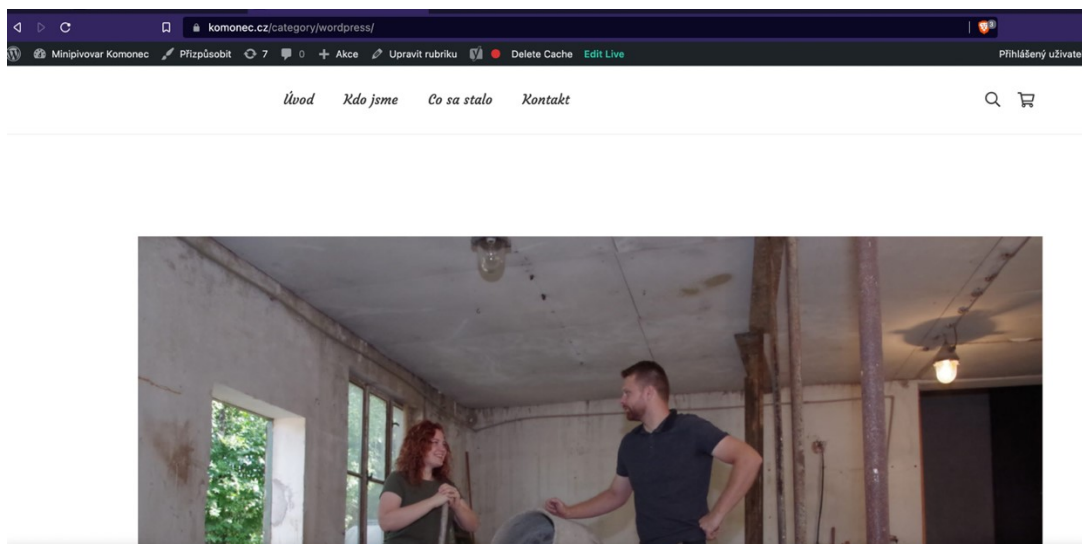 komonec.cz/category/wordpress/
3
Minipivovar Komonec Přizpůsobit 7 0 + Akce Upravit rubriku Delete Cache Edit Live Přihlášený uživate
Úvod Kdo jsme Co sa stalo Kontakt